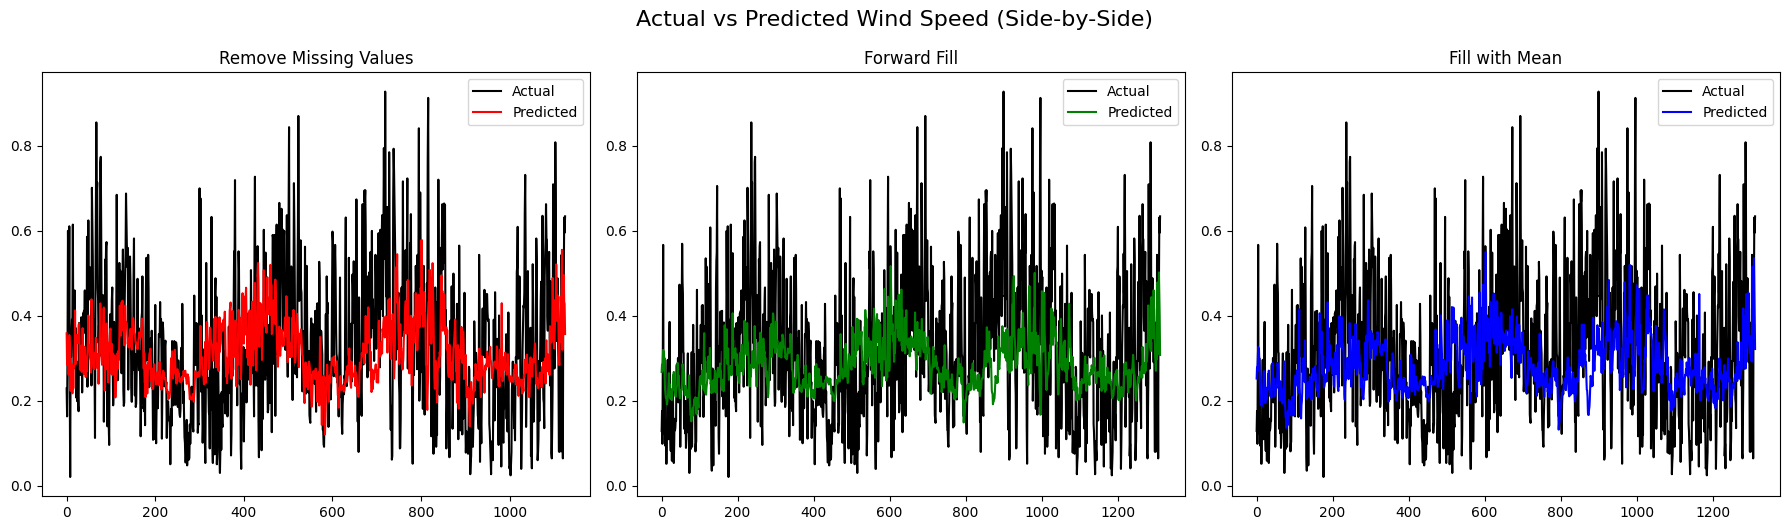 Actual vs Predicted Wind Speed (Side-by-Side)
Remove Missing Values
Actual
Predicted
0.8
0.6
0.4
0.2
0.0
0 200 400 600 800 1000
Forward Fill
Actual
Predicted
0.8
0.6
0.4
0.2
0.0
0 200 400 600 800 1000 1200
Fill with Mean
Actual
Predicted
0.8
0.6
0.4
0.2
0.0
0 200 400 600 800 1000 1200